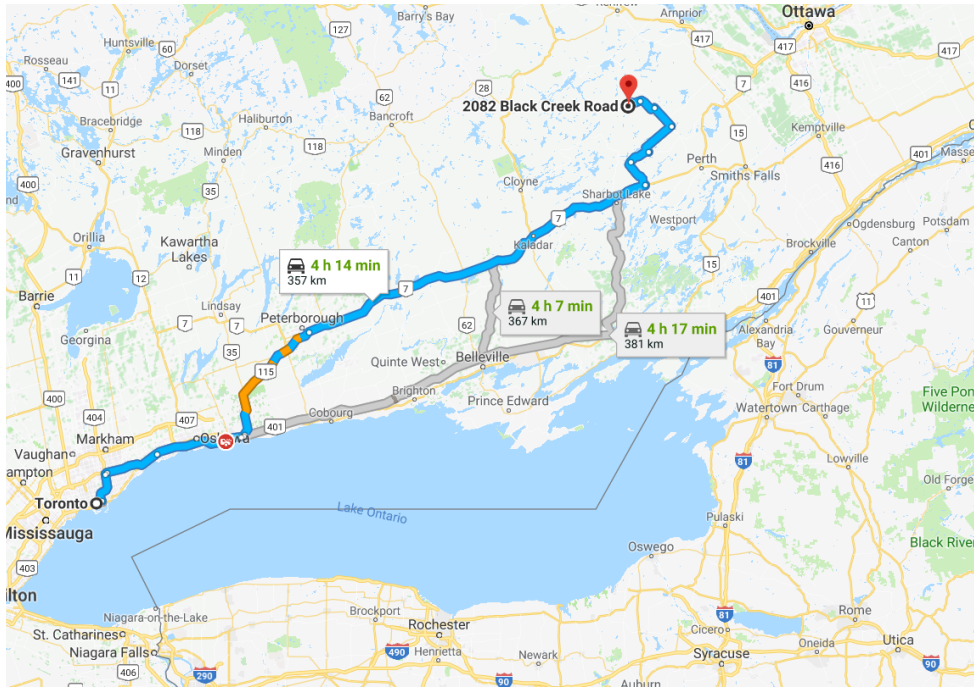 Barry's Bay
Arnprior
Ottawa
127
417
417
417
Huntsville
60
Rosseau
Dorset
400
141
11
62
28
7
2082 Black Creek Road
Bracebridge
118
Haliburton
Bancroft
Kemptville
15
416
401
Gravenhurst
Minden
118
Perth
Smiths Falls
400
35
Cloyne
Sharbot Lake
Ogdensburg
Potsdam
Westport
Brockville
Canton
Orillia
Kawartha
Lakes
7
Kaladar
15
11
12
4 h 14 min
357 km
7
401
Alexandria
Bay
11
Gouverneur
Barrie
Lindsay
4 h 7 min
367 km
Georgina
7
7
Peterborough
62
4 h 17 min
381 km
35
Quinte West
Belleville
81
115
Fort Drum
400
Brighton
Prince Edward
Watertown
Carthage
Five Pon
Wilderne
404
407
Cobourg
401
Markham
Vaughan
81
Lowville
ampton
Old Forge
Toronto
Mississauga
Lake Ontario
Pulaski
Black River
Oswego
403
lton
Niagara-on-the-Lake
Brockport
Rochester
81
Rome
St. Catharines
Cicero
Utica
Niagara Falls
490
Henrietta
Oneida
Newark
Syracuse
406
290
90
90
Auburn